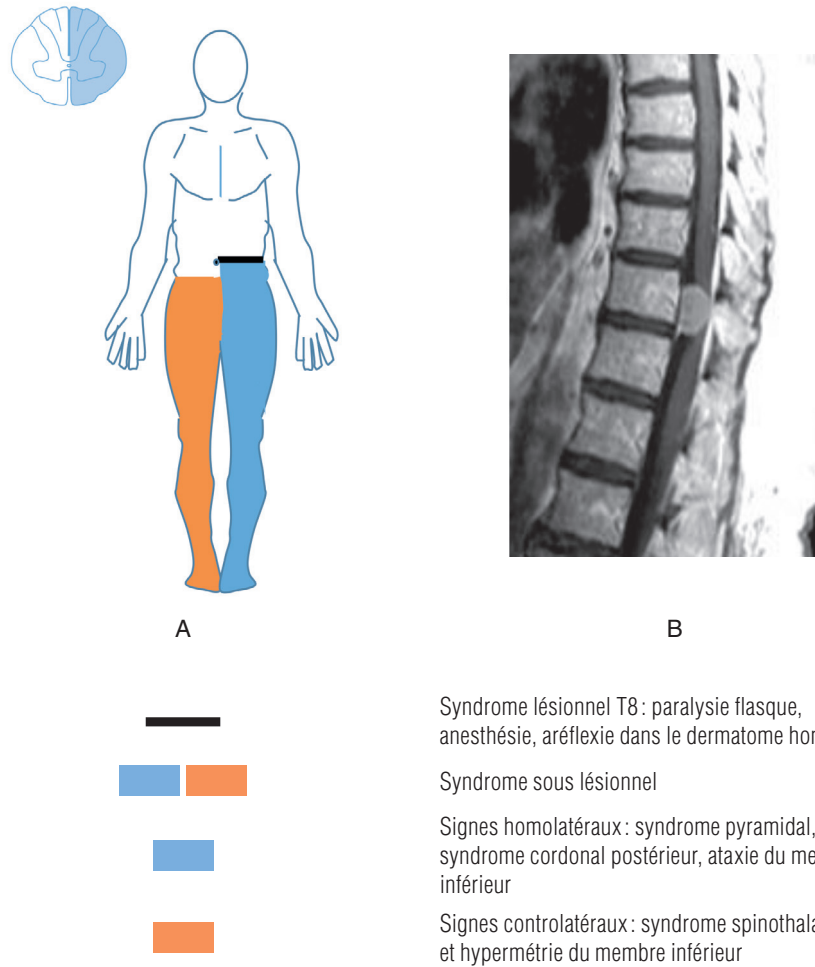 A
B
Syndrome lésionnel T8 : paralysie flasque,
anesthésie, aréflexie dans le dermatome
Syndrome sous lésionnel
Signes homolatéraux : syndrome pyramidal,
syndrome cordonal postérieur, ataxie du
inférieur
Signes controlatéraux : syndrome
et hypermétrie du membre inférieur